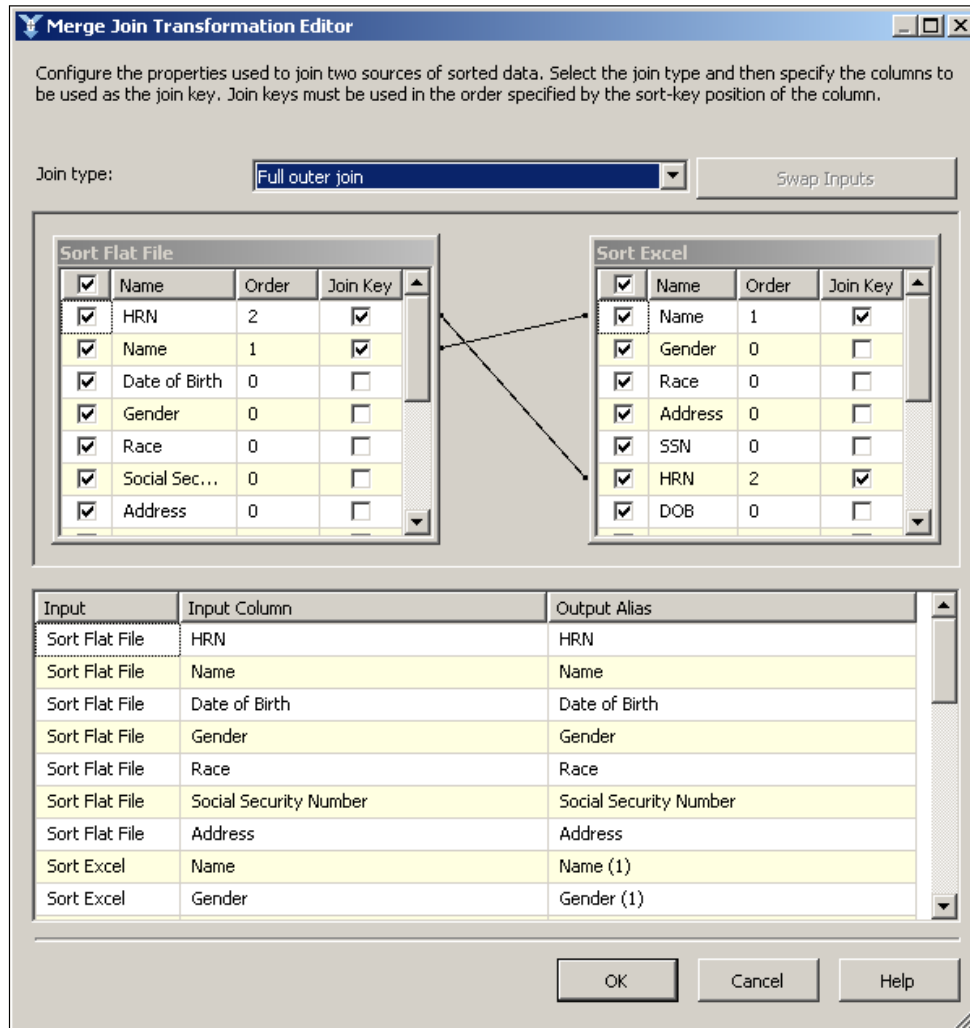 Merge Join Transformation Editor
Configure the properties used to join two sources of sorted data. Select the join type and then specify the columns to
be used as the join key. Join keys must be used in the order specified by the sort-key position of the column.
Join type: Full outer join Swap Inputs
Sort Flat File
Name Order Join Key
HRN 2
Name 1
Date of Birth 0
Gender 0
Race 0
Social Sec... 0
Address 0
Sort Excel
Name Order Join Key
Name 1
Gender 0
Race 0
Address 0
SSN 0
HRN 2
DOB 0
Input Input Column Output Alias
Sort Flat File HRN HRN
Sort Flat File Name Name
Sort Flat File Date of Birth Date of Birth
Sort Flat File Gender Gender
Sort Flat File Race Race
Sort Flat File Social Security Number Social Security Number
Sort Flat File Address Address
Sort Excel Name Name (1)
Sort Excel Gender Gender (1)
OK Cancel Help